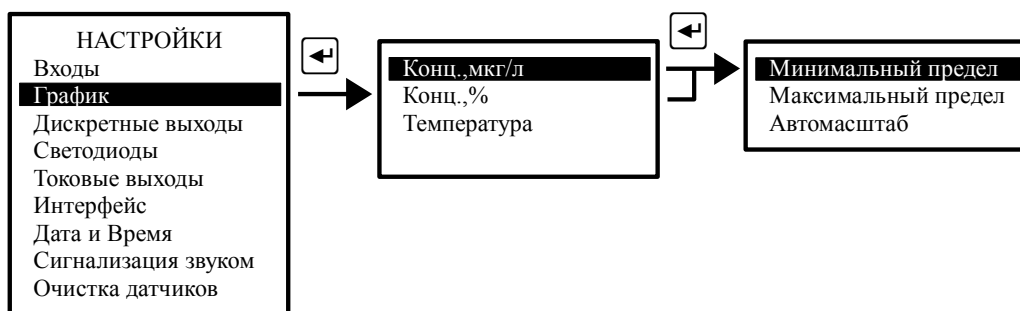 НАСТРОЙКИ
Входы
График
Дискретные выходы
Светодиоды
Токовые выходы
Интерфейс
Дата и Время
Сигнализация звуком
Очистка датчиков
Конц.,мкг/л
Конц.,%
Температура
Минимальный предел
Максимальный предел
Автомасштаб